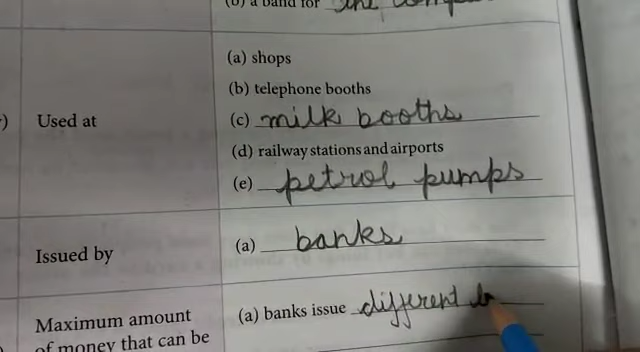 (b) a band for the
(a) shops
(b) telephone booths
) Used at (c) milk booths
(d) railway stations and airports
(e) petrol pumps
Issued by (a) banks
Maximum amount (a) banks issue different
of money that can be